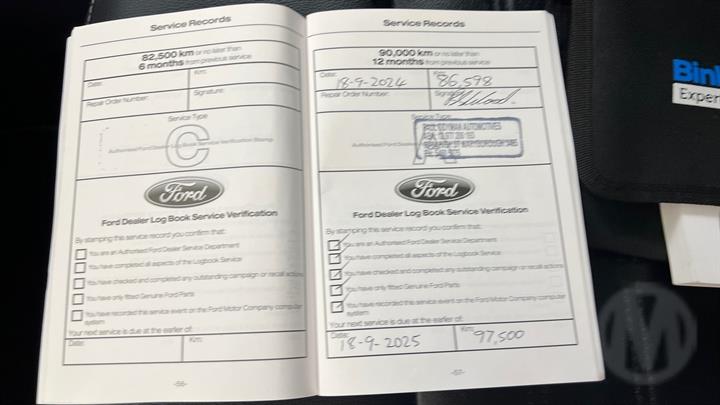 Service Records
82,500 km or no later than
6 months from previous service
Date:
Km:
Repair Order Number:
Signature:
Service Type
C
Authorised Ford Dealer Log Book Service Verification Stamp
Ford
Ford Dealer Log Book Service Verification
By stamping this service record you confirm that:
You are an Authorised Ford Dealer Service Department
You have completed all aspects of the Logbook Service
You have checked and completed any outstanding campaign or recall actions
You have only fitted Genuine Ford Parts
You have recorded this service event on the Ford Motor Company computer
system
Your next service is due at the earlier of:
Date:
Km:
-56-
Service Records
90,000 km or no later than
12 months from previous service
Date:
18-9-2024
Km:
86,598
Repair Order Number:
Signature:
Service Type
AUTOMOTIVES
Authorised Ford
Ford
Ford Dealer Log Book Service Verification
By stamping this service record you confirm that:
You are an Authorised Ford Dealer Service Department
You have completed all aspects of the Logbook Service
You have checked and completed any outstanding campaign or recall actions
You have only fitted Genuine Ford Parts
You have recorded this service event on the Ford Motor Company computer
system
Your next service is due at the earlier of:
Date:
18-9-2025
Km:
97,500
-57-
Exper
M